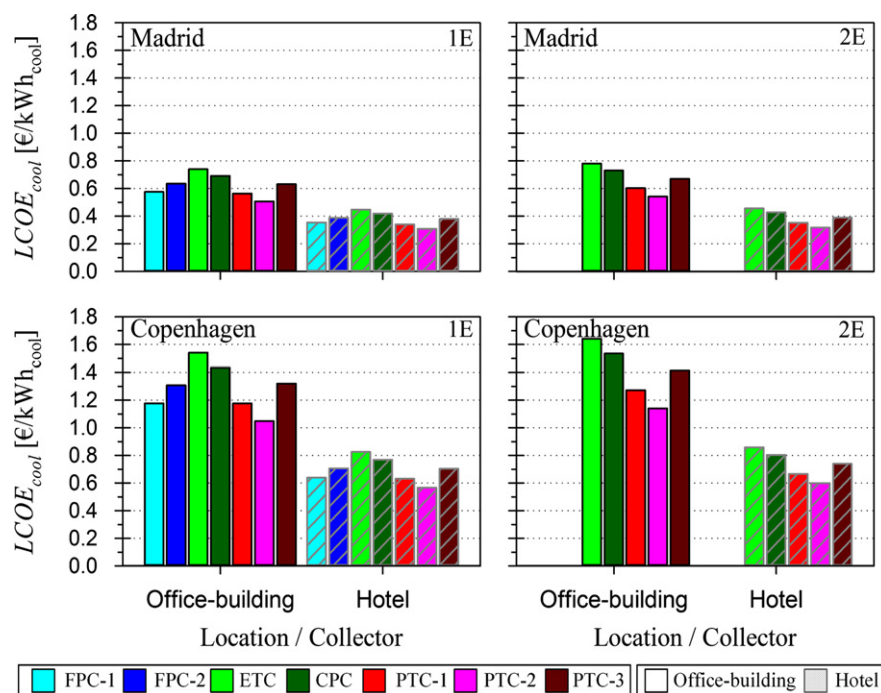 Madrid 1E
1.8
1.6
1.4
1.2
1.0
0.8
0.6
0.4
0.2
0.0
LCOE_cool [€/kWh_cool]
Madrid 2E
Copenhagen 1E
1.8
1.6
1.4
1.2
1.0
0.8
0.6
0.4
0.2
0.0
LCOE_cool [€/kWh_cool]
Copenhagen 2E
Office-building Hotel
Location / Collector
Office-building Hotel
Location / Collector
FPC-1 FPC-2 ETC CPC PTC-1 PTC-2 PTC-3 Office-building Hotel